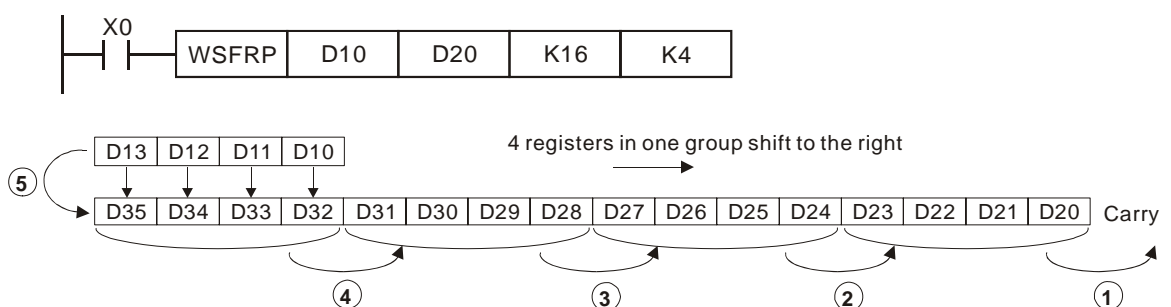 X0
WSFRP D10 D20 K16 K4
4 registers in one group shift to the right
D13 D12 D11 D10
5
D35 D34 D33 D32 D31 D30 D29 D28 D27 D26 D25 D24 D23 D22 D21 D20 Carry
4 3 2 1